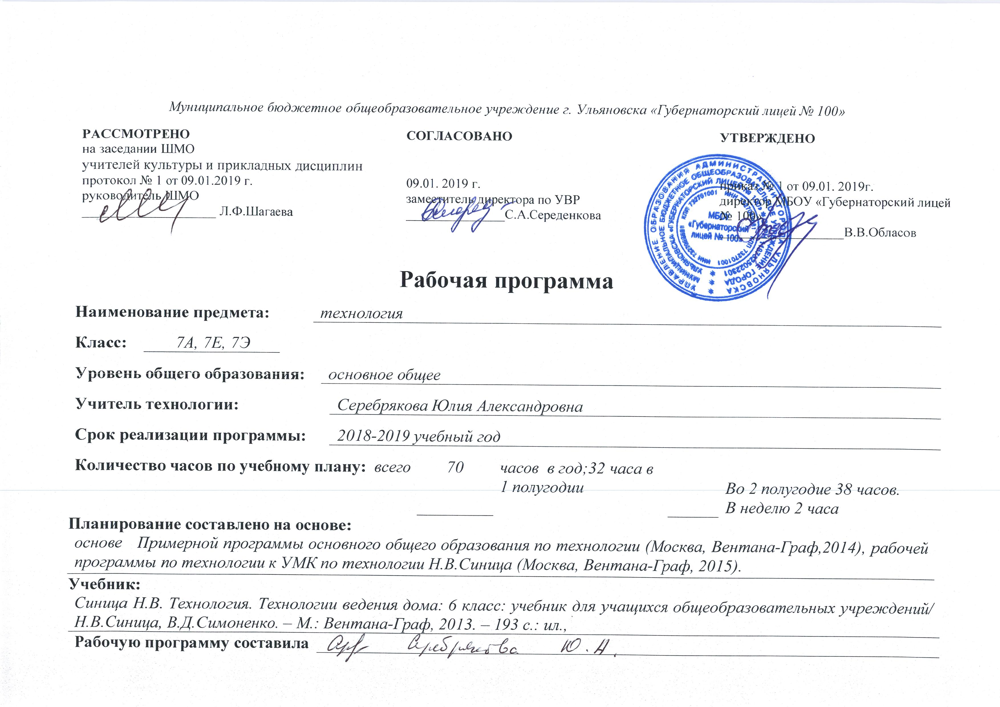 Муниципальное бюджетное общеобразовательное учреждение г. Ульяновска «Губернаторский лицей № 100»
РАССМОТРЕНО
на заседании ШМО
учителей культуры и прикладных дисциплин
протокол № 1 от 09.01.2019 г.
руководитель ШМО
Л.Ф.Шагаева
СОГЛАСОВАНО
09.01. 2019 г.
заместитель директора по УВР
С.А.Середенкова
УТВЕРЖДЕНО
приказ № 1 от 09.01. 2019г.
директор МБОУ «Губернаторский лицей
№ 100»
В.В.Обласов
УПРАВЛЕНИЕ ОБРАЗОВАНИЯ АДМИНИСТРАЦИИ ГОРОДА УЛЬЯНОВСКА
МУНИЦИПАЛЬНОЕ БЮДЖЕТНОЕ ОБЩЕОБРАЗОВАТЕЛЬНОЕ УЧРЕЖДЕНИЕ ГОРОДА
УЛЬЯНОВСКА «ГУБЕРНАТОРСКИЙ ЛИЦЕЙ № 100»
КПП 732701001 ИНН
МБОУ
«Губернаторский
лицей № 100»
Рабочая программа
Наименование предмета: технология
Класс: 7А, 7Е, 7Э
Уровень общего образования: основное общее
Учитель технологии: Серебрякова Юлия Александровна
Срок реализации программы: 2018-2019 учебный год
Количество часов по учебному плану: всего 70 часов в год;32 часа в
1 полугодии
Во 2 полугодие 38 часов.
В неделю 2 часа
Планирование составлено на основе:
основе Примерной программы основного общего образования по технологии (Москва, Вентана-Граф,2014), рабочей
программы по технологии к УМК по технологии Н.В.Синица (Москва, Вентана-Граф, 2015).
Учебник:
Синица Н.В. Технология. Технологии ведения дома: 6 класс: учебник для учащихся общеобразовательных учреждений/
Н.В.Синица, В.Д.Симоненко. – М.: Вентана-Граф, 2013. – 193 с.: ил.,
Рабочую программу составила Серебрякова Ю.А.